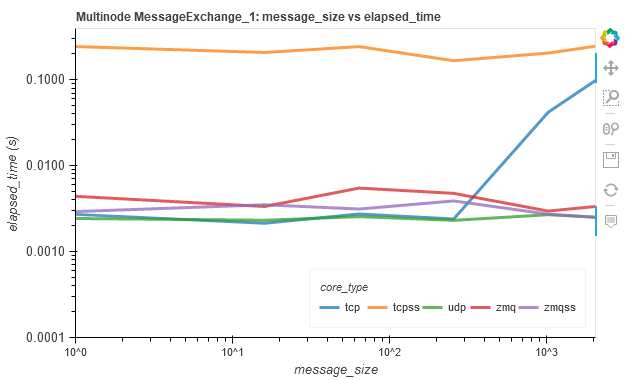 Multinode MessageExchange_1: message_size vs elapsed_time
elapsed_time (s)
0.1000
0.0100
0.0010
0.0001
10^0
10^1
10^2
10^3
message_size
core_type
tcp tcpss udp zmq zmqss